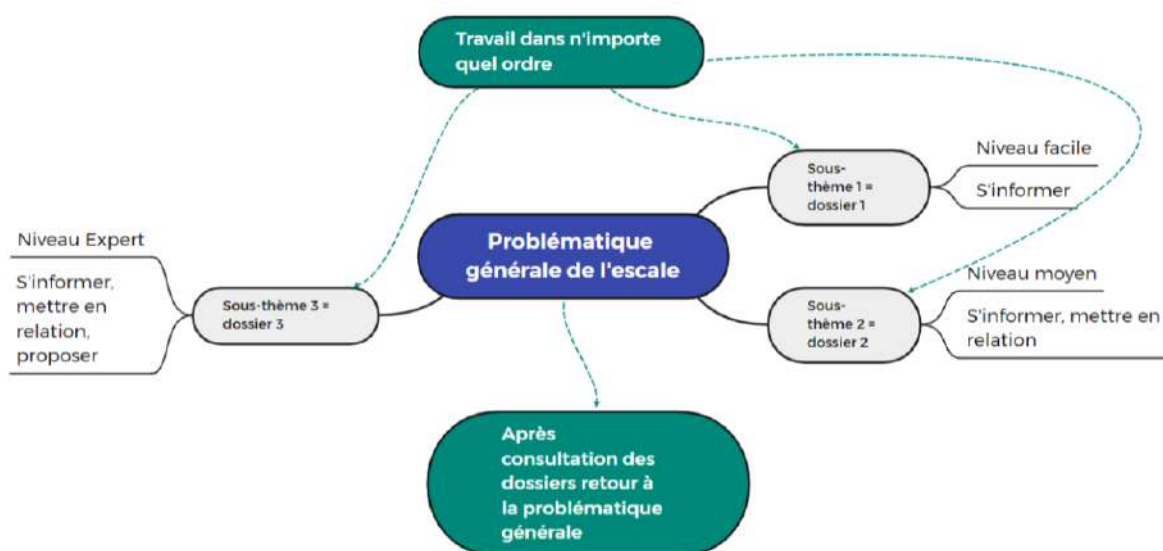 Travail dans n'importe
quel ordre
Niveau facile
Sous-
thème 1 =
dossier 1
S'informer
Problématique
générale de l'escale
Niveau Expert
S'informer,
mettre en
relation,
proposer
Sous-thème 3 =
dossier 3
Niveau moyen
Sous-
thème 2 =
dossier 2
S'informer, mettre en
relation
Après
consultation des
dossiers retour à
la problématique
générale